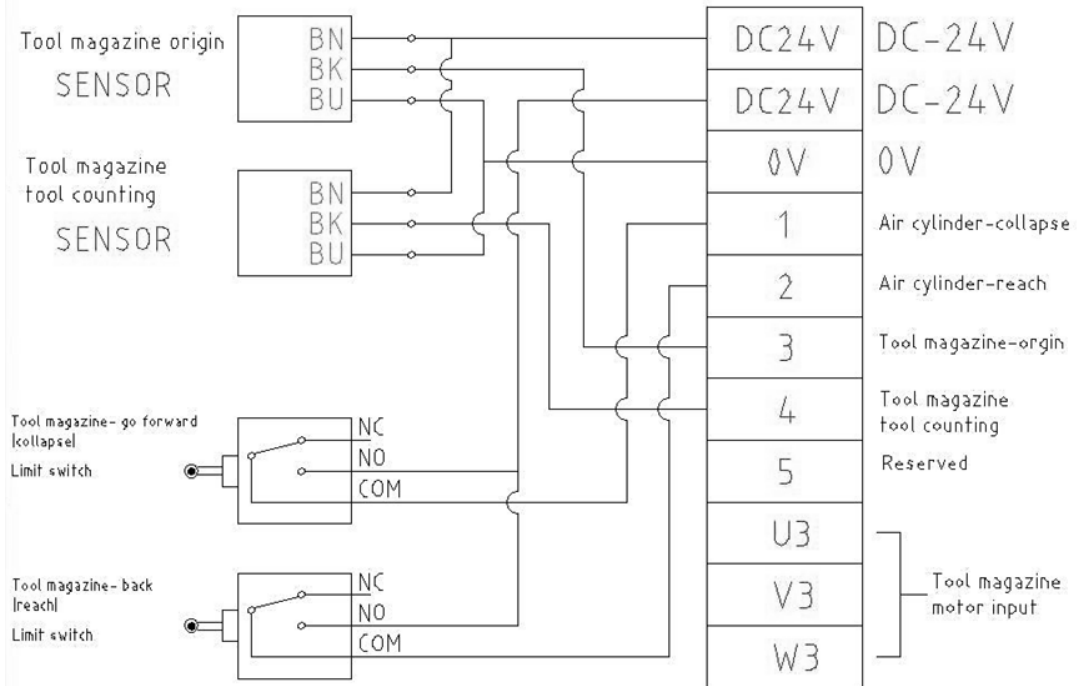 Tool magazine origin
SENSOR
BN
BK
BU
Tool magazine
tool counting
SENSOR
BN
BK
BU
Tool magazine- go forward
|collapse|
Limit switch
NC
NO
COM
Tool magazine- back
|reach|
Limit switch
NC
NO
COM
DC24V DC-24V
DC24V DC-24V
0V 0V
1 Air cylinder-collapse
2 Air cylinder-reach
3 Tool magazine-orgin
4 Tool magazine
tool counting
5 Reserved
U3
V3
W3
Tool magazine
motor input